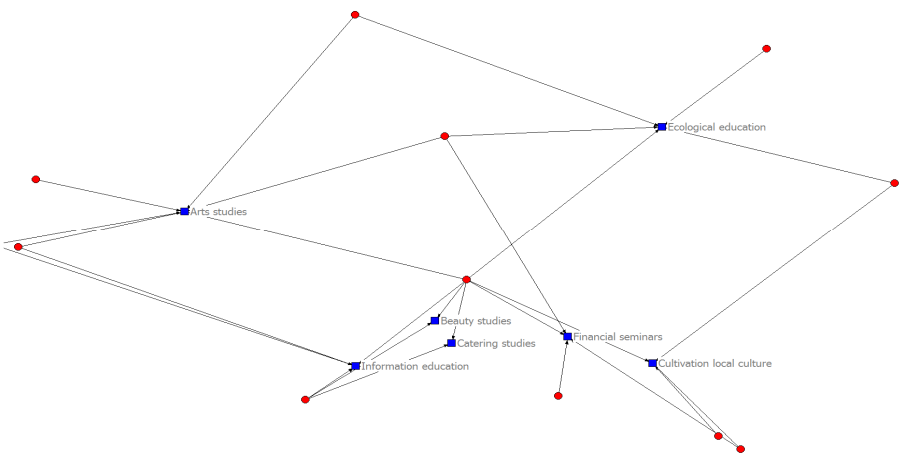 Ecological education
Arts studies
Beauty studies
Financial seminars
Catering studies
Information education
Cultivation local culture